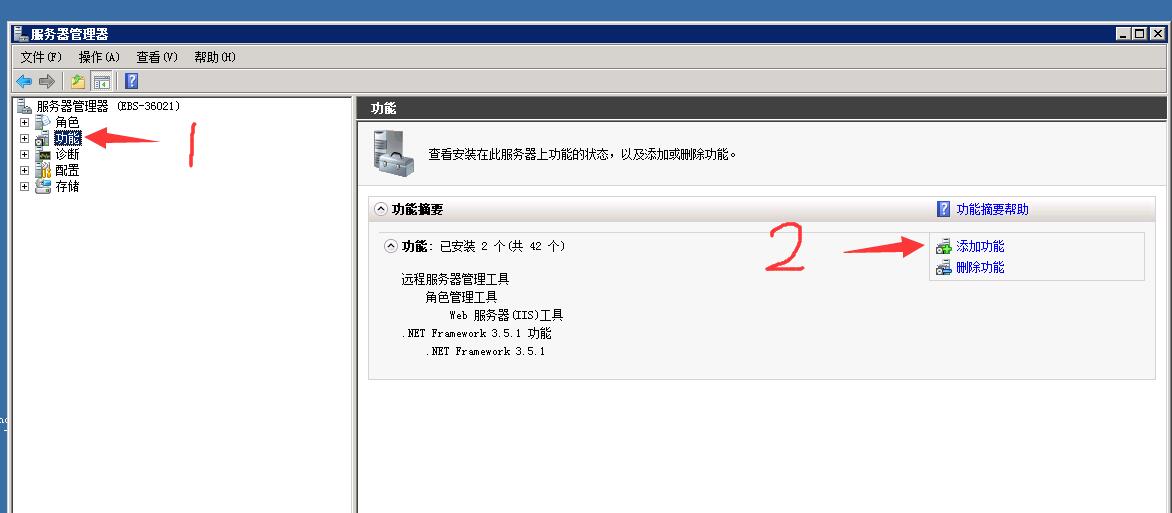 服务器管理器
文件(F) 操作(A) 查看(V) 帮助(H)
服务器管理器 (EBS-36021)
角色
功能
1
诊断
配置
存储
功能
查看安装在此服务器上功能的状态，以及添加或删除功能。
功能摘要
功能摘要帮助
功能: 已安装 2 个(共 42 个)
2
添加功能
删除功能
远程服务器管理工具
角色管理工具
Web 服务器(IIS)工具
.NET Framework 3.5.1 功能
.NET Framework 3.5.1